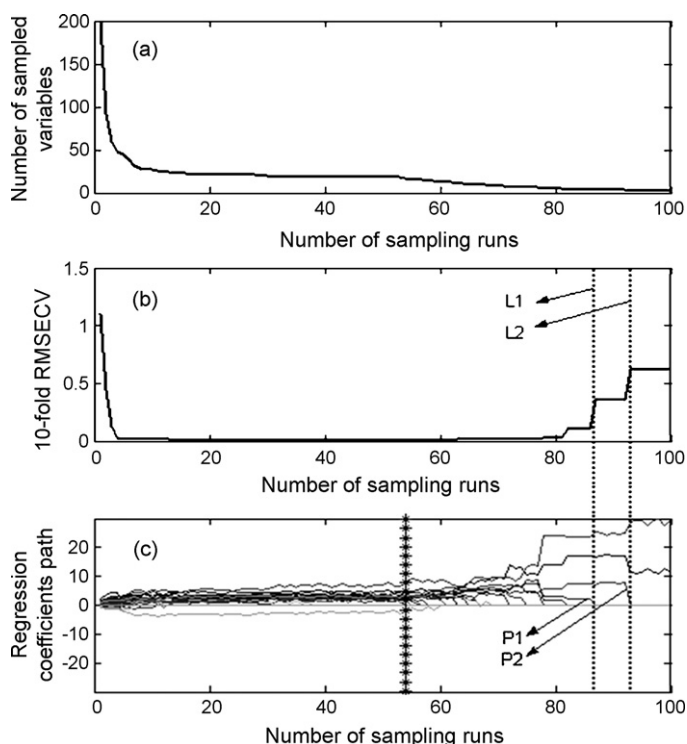 (a)
Number of sampled
variables
200
150
100
50
0
0 20 40 60 80 100
Number of sampling runs
(b)
10-fold RMSECV
1.5
1
0.5
0
L1
L2
0 20 40 60 80 100
Number of sampling runs
(c)
Regression
coefficients path
20
10
0
-10
-20
P1
P2
0 20 40 60 80 100
Number of sampling runs